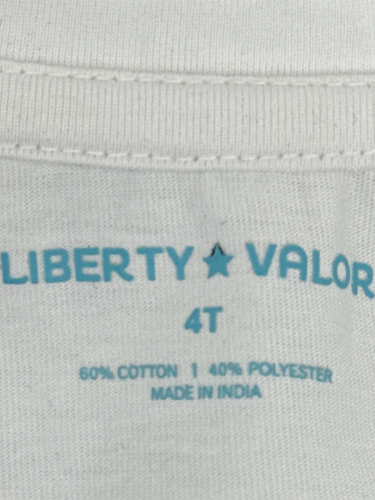 LIBERTY★VALOR
4T
60% COTTON | 40% POLYESTER
MADE IN INDIA